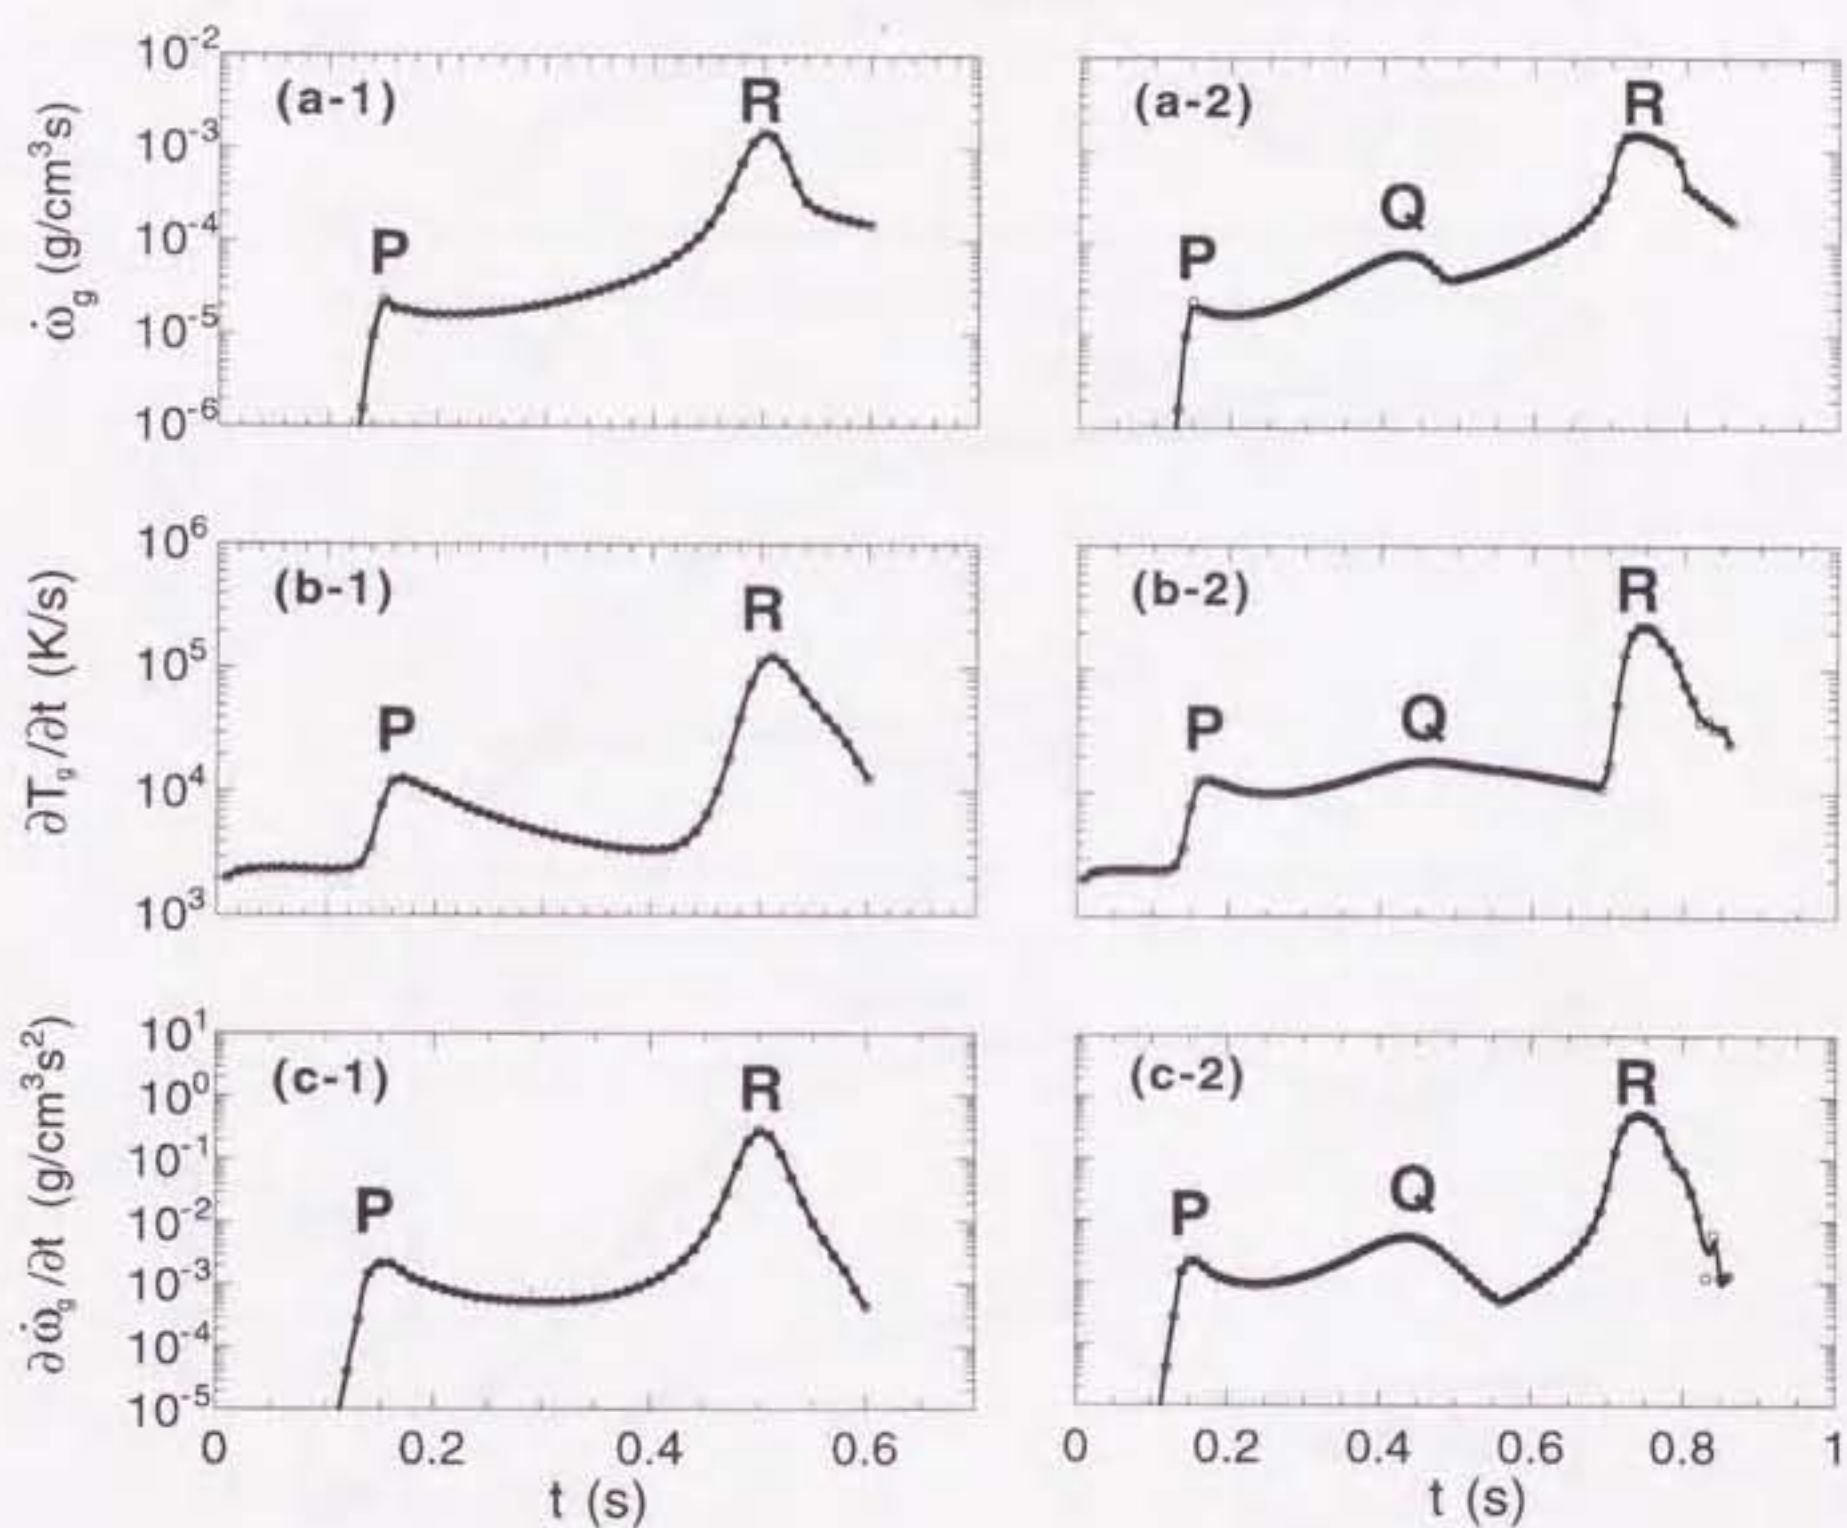 (a-1)
R
P
10⁻²
10⁻³
10⁻⁴
10⁻⁵
10⁻⁶
ω̇g (g/cm³s)
(a-2)
R
Q
P
(b-1)
R
P
10⁶
10⁵
10⁴
10³
∂Tg/∂t (K/s)
(b-2)
R
P
Q
(c-1)
R
P
10¹
10⁰
10⁻¹
10⁻²
10⁻³
10⁻⁴
10⁻⁵
∂ω̇g/∂t (g/cm³s²)
0 0.2 0.4 0.6
t (s)
(c-2)
R
Q
P
0 0.2 0.4 0.6 0.8 1
t (s)